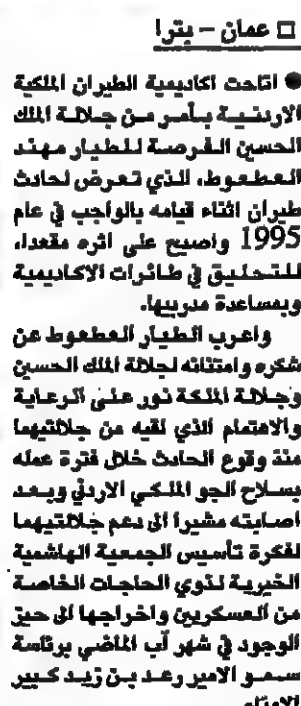 □ عمان – بترا
● اتاحت اكاديمية الطيران الملكية
الاردنية بأمر من جلالة الملك
الحسين الفرصة للطيار مهند
العطعوط، الذي تعرض لحادث
طيران اثناء قيامه بالواجب في عام
1995 واصبح على اثره مقعدا،
للتحليق في طائرات الاكاديمية
وبمساعدة مدربيها.
واعرب الطيار العطعوط عن
شكره وامتنانه لجلالة الملك الحسين
وجلالة الملكة نور على الرعاية
والاهتمام الذي لقيه من جلالتيهما
منذ وقوع الحادث خلال فترة عمله
بسلاح الجو الملكي الاردني وبعد
اصابته مشيرا الى دعم جلالتيهما
لفكرة تأسيس الجمعية الهاشمية
الخيرية لذوي الحاجات الخاصة
من العسكريين واخراجها الى حيز
الوجود في شهر آب الماضي برئاسة
سمو الامير رعد بن زيد كبير
الامناء